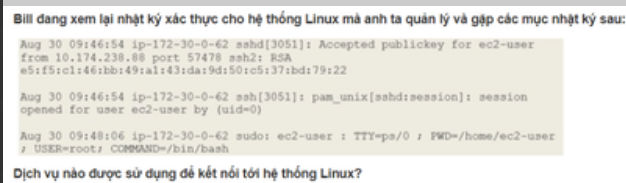 Bill đang xem lại nhật ký xác thực cho hệ thống Linux mà anh ta quản lý và gặp các mục nhật ký sau:
Aug 30 09:46:54 ip-172-30-0-62 sshd[3051]: Accepted publickey for ec2-user
from 10.174.238.88 port 57478 ssh2: RSA
e5:f5:c1:46:bb:49:a1:43:da:9d:50:c5:37:bd:79:22
Aug 30 09:46:54 ip-172-30-0-62 ssh[3051]: pam_unix[sshd:session]: session
opened for user ec2-user by (uid=0)
Aug 30 09:48:06 ip-172-30-0-62 sudo: ec2-user : TTY=ps/0 ; PWD=/home/ec2-user
; USER=root; COMMAND=/bin/bash
Dịch vụ nào được sử dụng để kết nối tới hệ thống Linux?